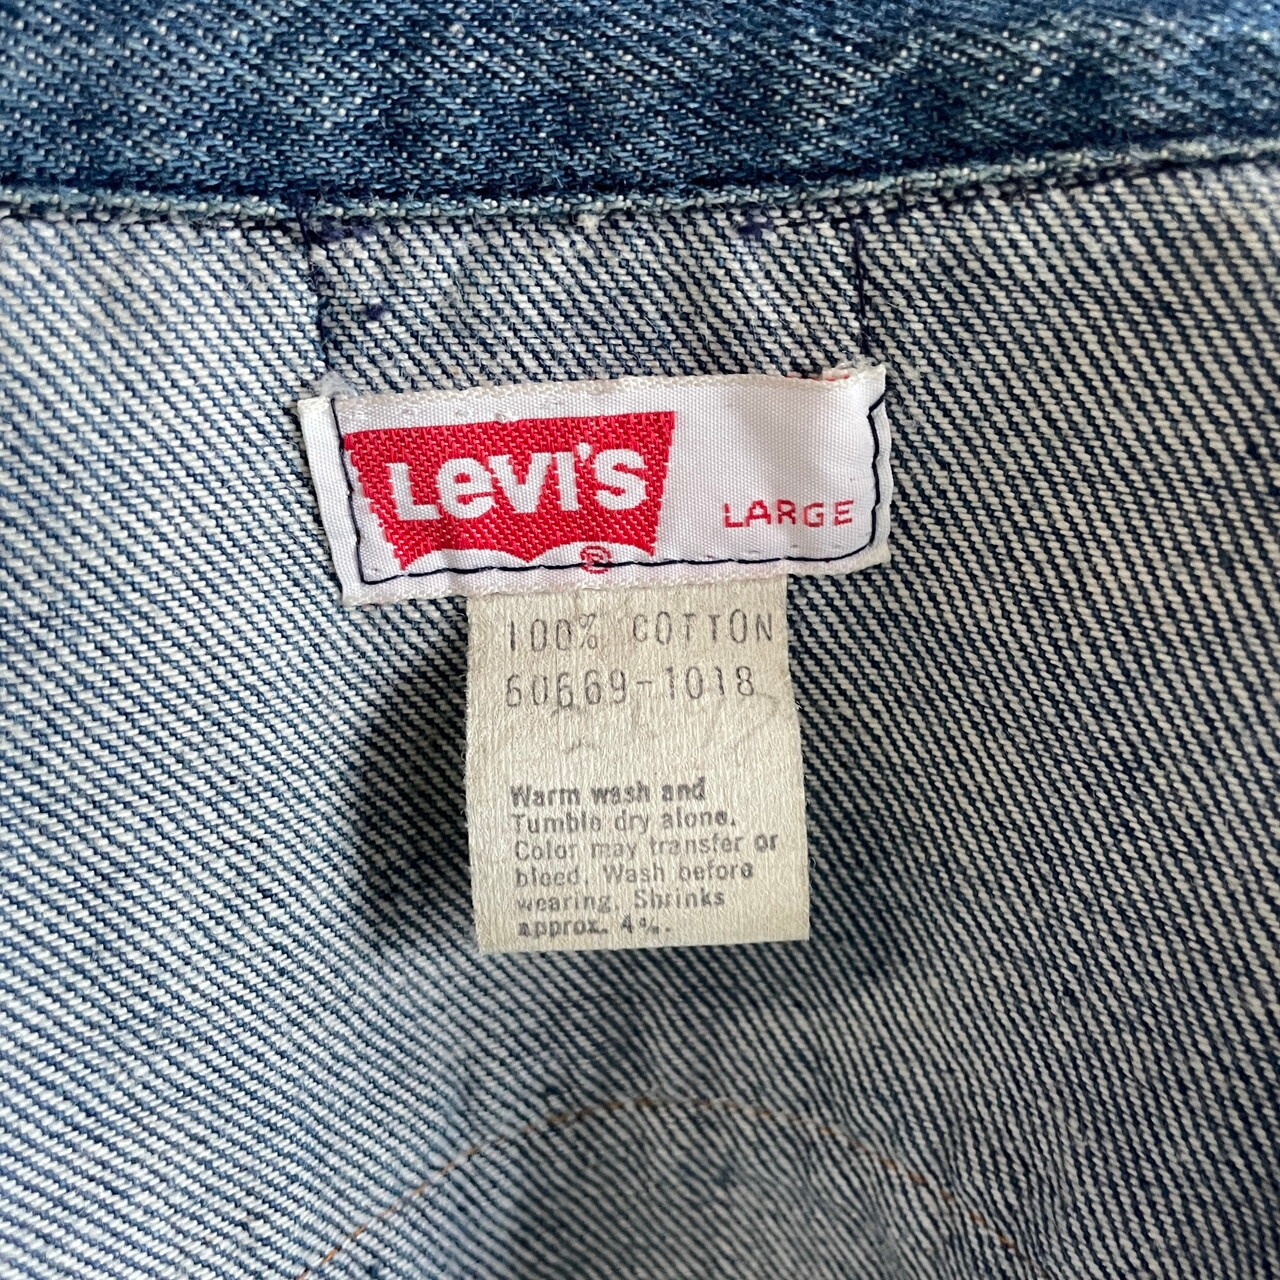 LeVI'S
®
LARGE
100% COTTON
60669-1018
Warm wash and
Tumble dry alone.
Color may transfer or
bleed. Wash before
wearing. Shrinks
approx. 4%.